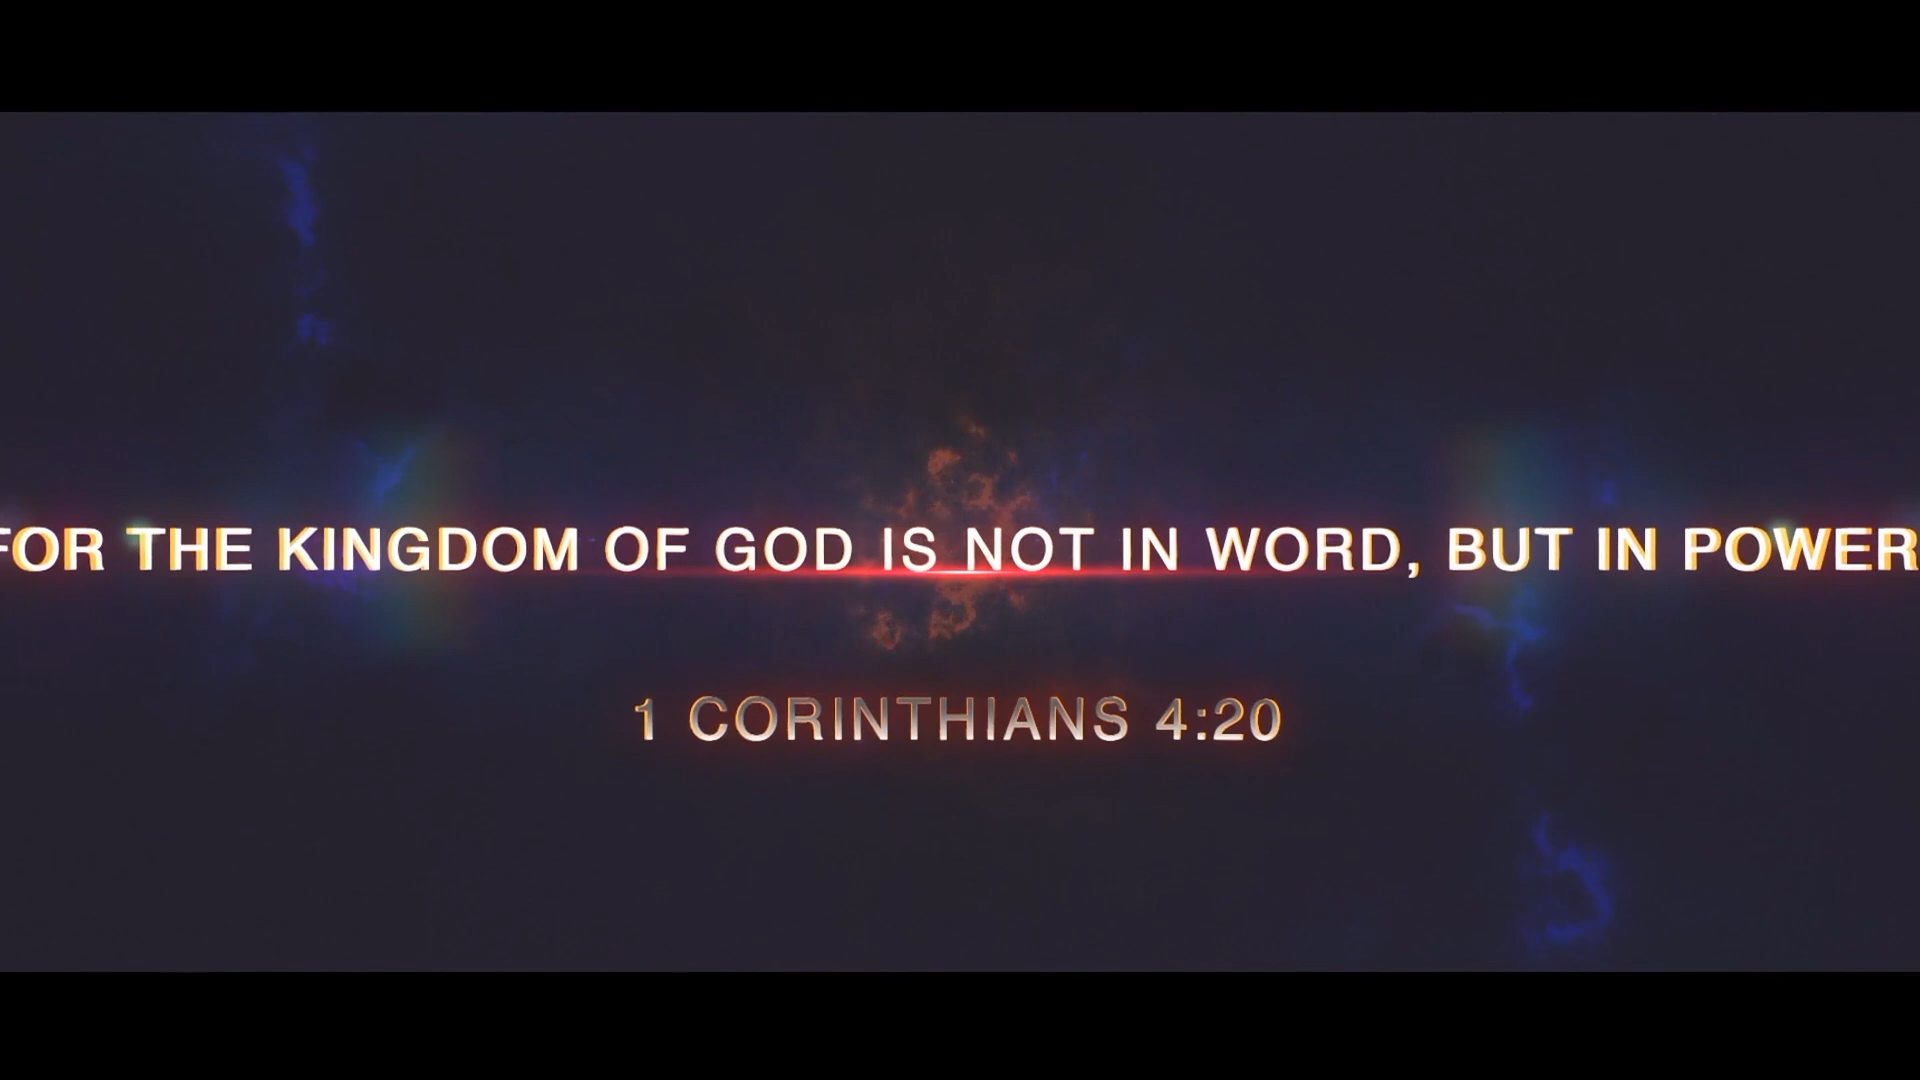 FOR THE KINGDOM OF GOD IS NOT IN WORD, BUT IN POWER
1 CORINTHIANS 4:20